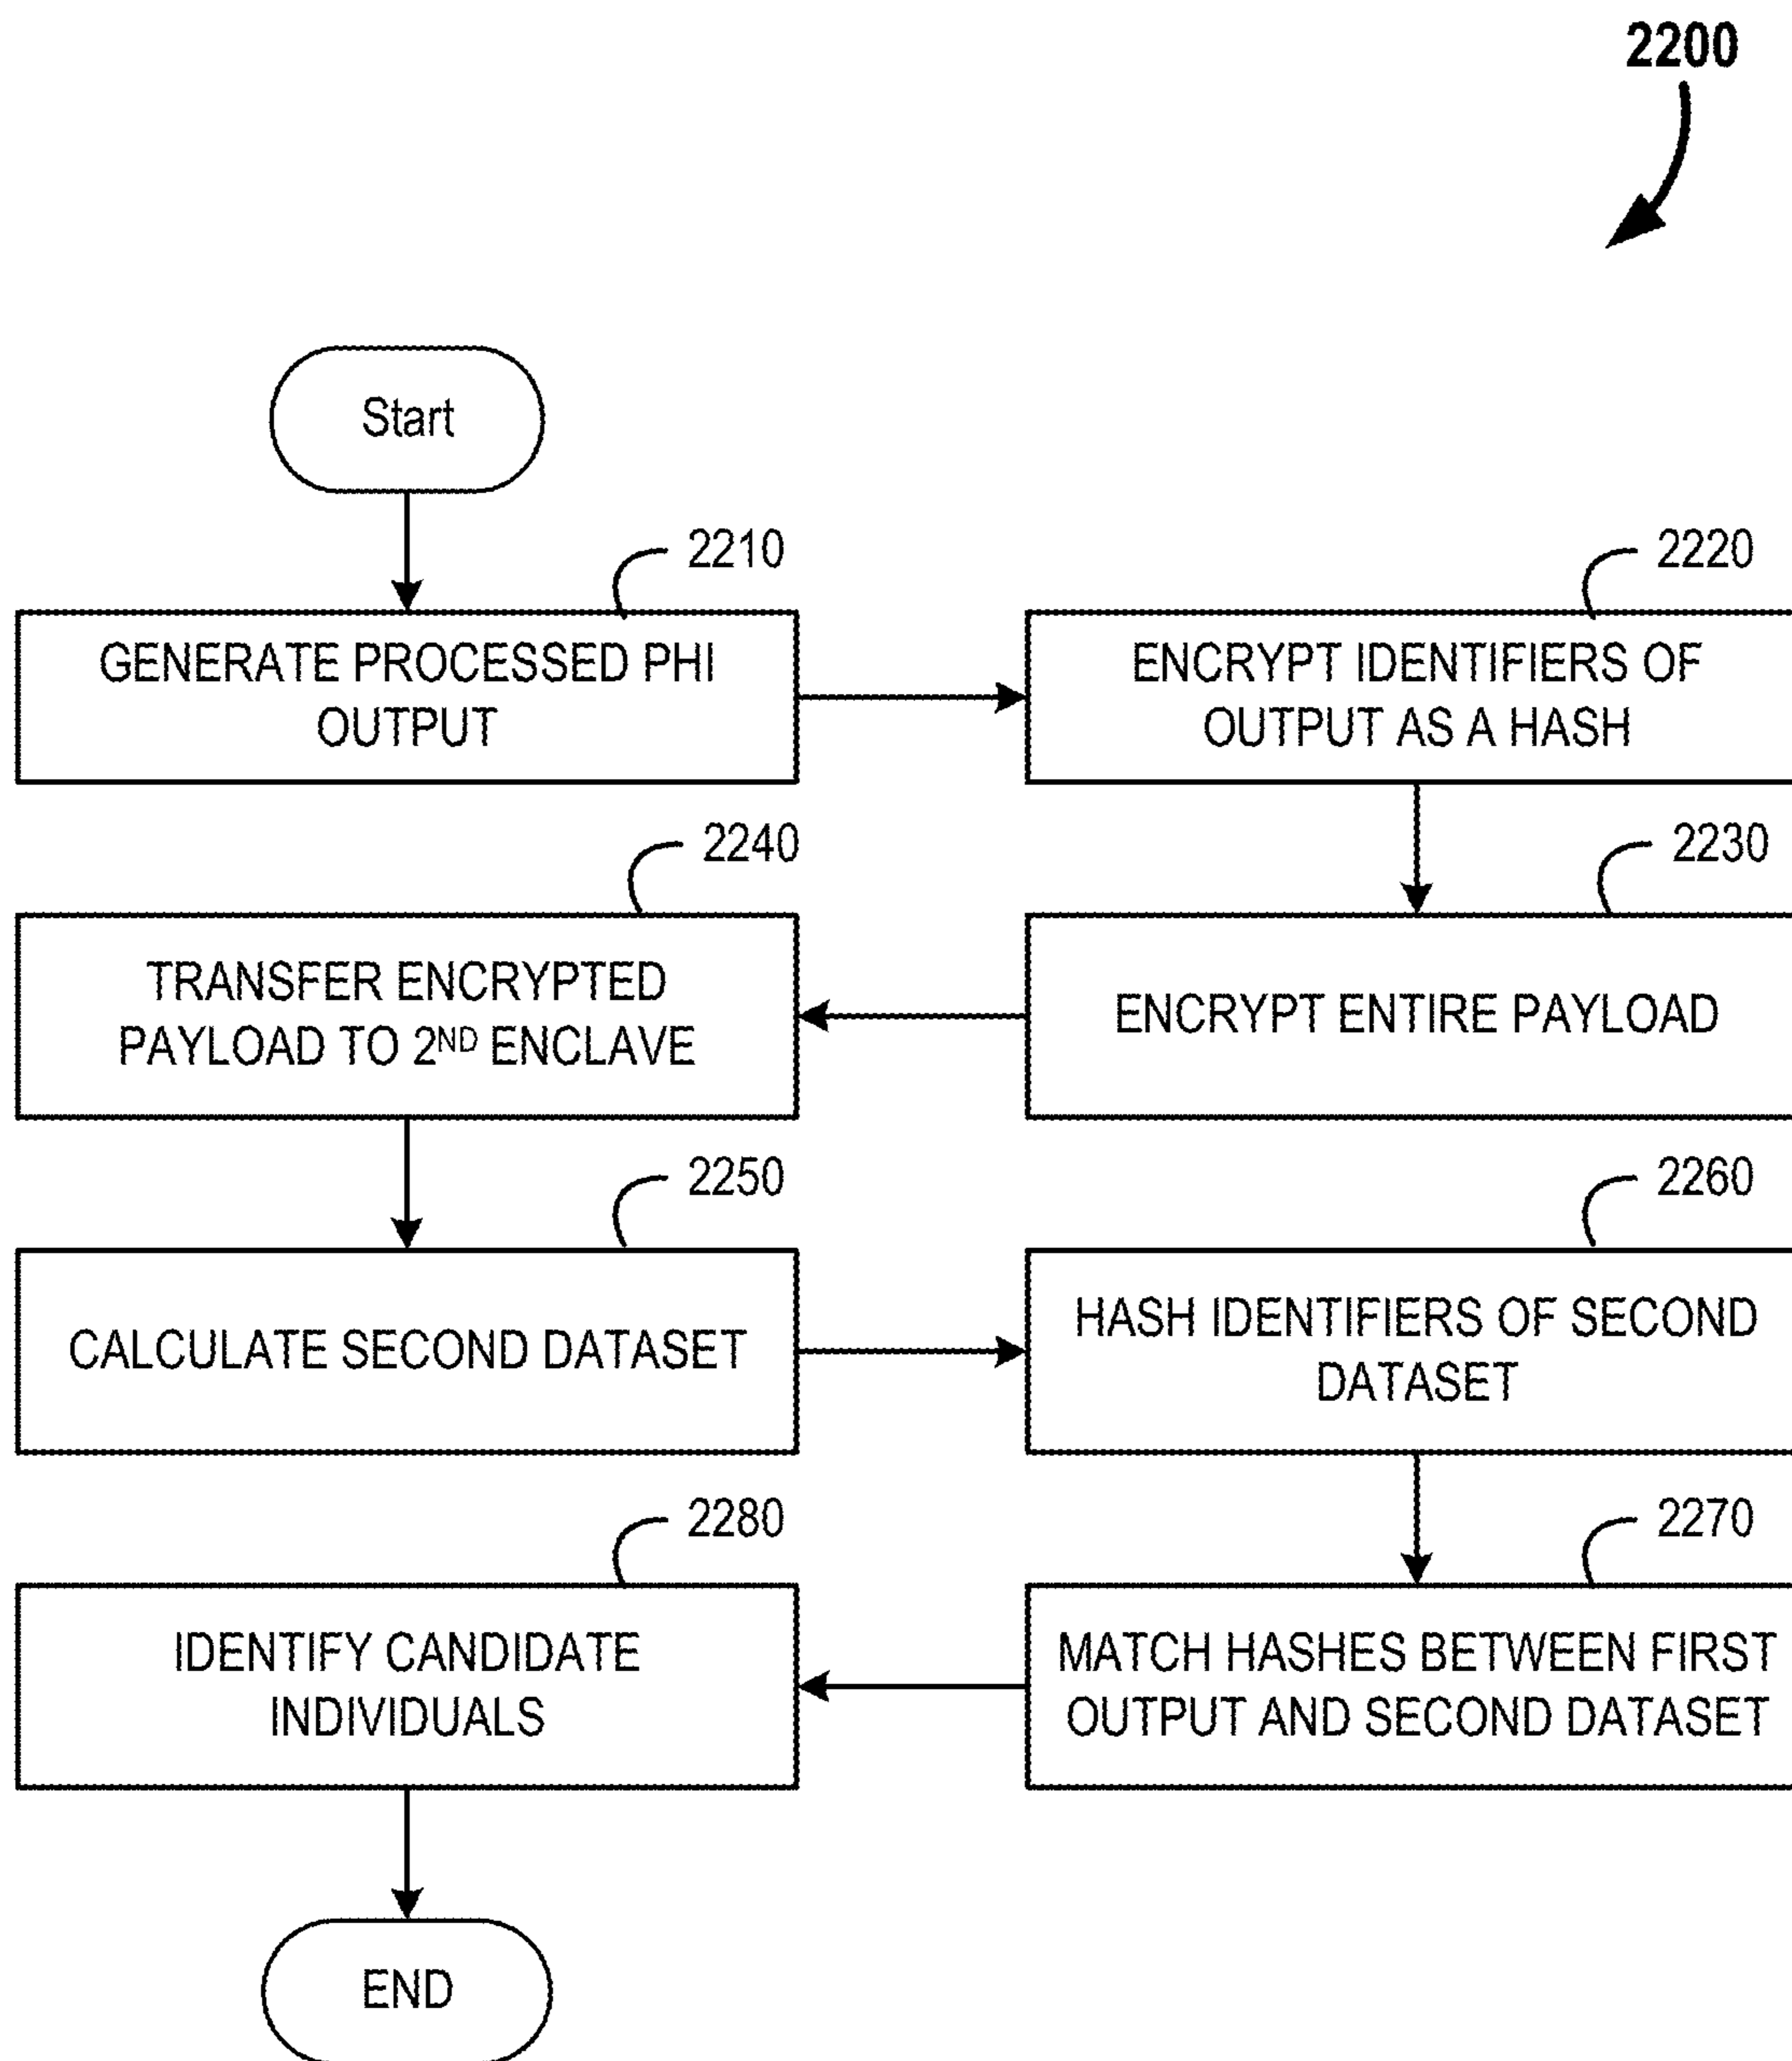 2200
Start
2210
GENERATE PROCESSED PHI
OUTPUT
2220
ENCRYPT IDENTIFIERS OF
OUTPUT AS A HASH
2230
ENCRYPT ENTIRE PAYLOAD
2240
TRANSFER ENCRYPTED
PAYLOAD TO 2ND ENCLAVE
2250
CALCULATE SECOND DATASET
2260
HASH IDENTIFIERS OF SECOND
DATASET
2270
MATCH HASHES BETWEEN FIRST
OUTPUT AND SECOND DATASET
2280
IDENTIFY CANDIDATE
INDIVIDUALS
END